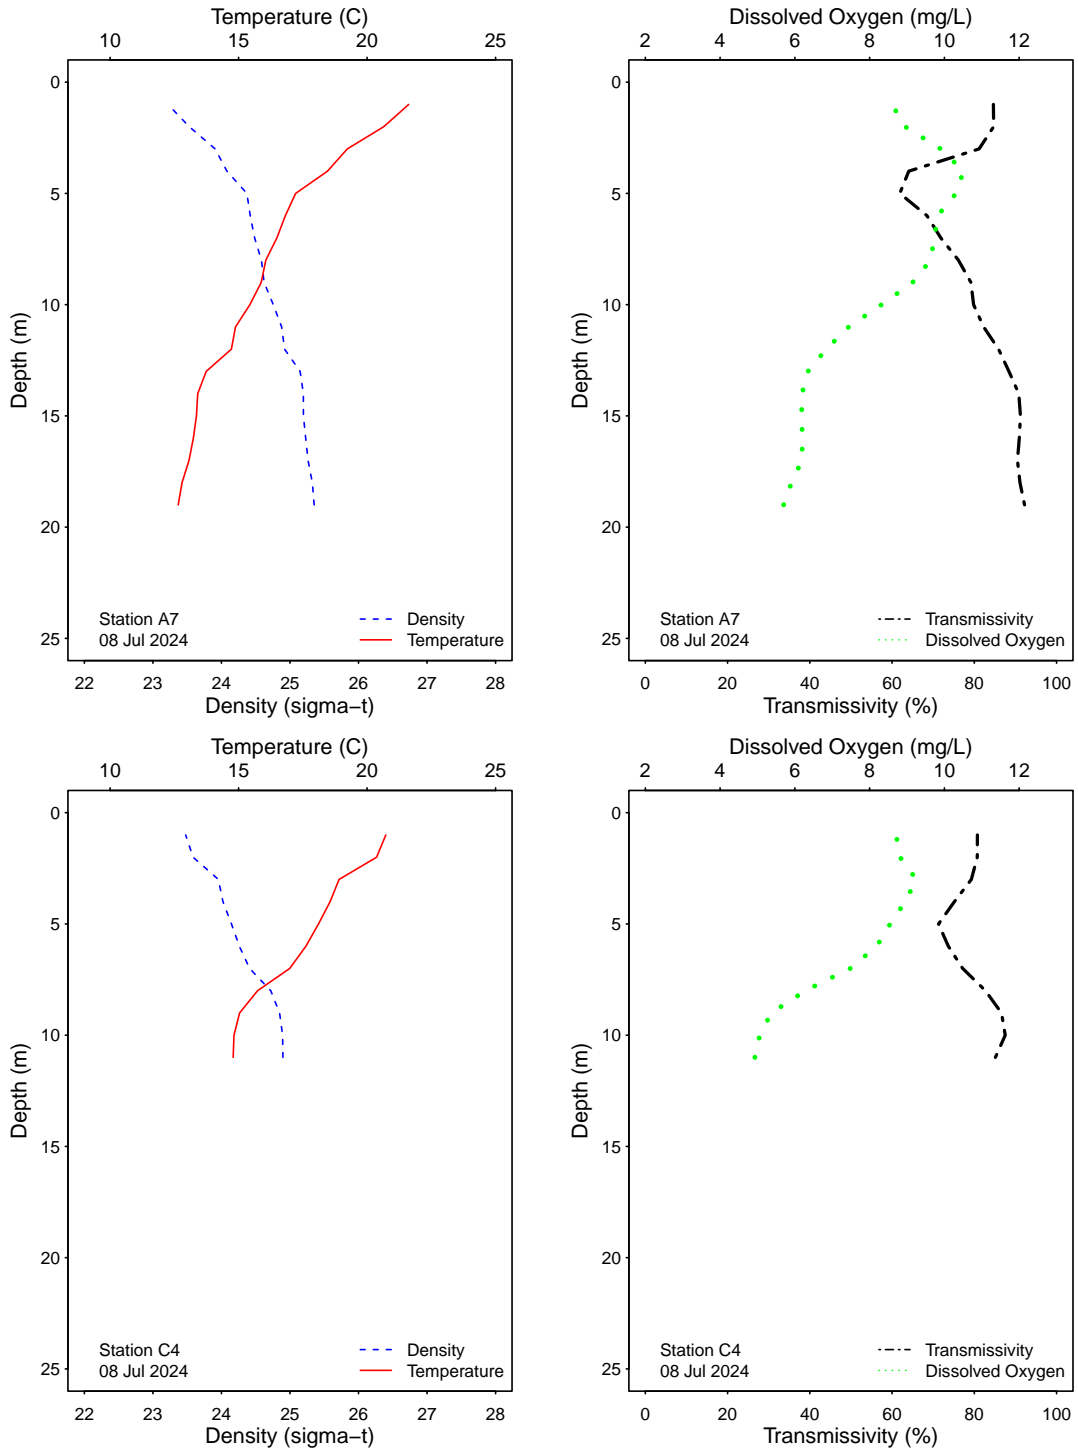 Temperature (C)
10 15 20 25
0
5
10
15
20
25
Depth (m)
Station A7
08 Jul 2024
Density
Temperature
22 23 24 25 26 27 28
Density (sigma−t)
Dissolved Oxygen (mg/L)
2 4 6 8 10 12
0
5
10
15
20
25
Depth (m)
Station A7
08 Jul 2024
Transmissivity
Dissolved Oxygen
0 20 40 60 80 100
Transmissivity (%)
Temperature (C)
10 15 20 25
0
5
10
15
20
25
Depth (m)
Station C4
08 Jul 2024
Density
Temperature
22 23 24 25 26 27 28
Density (sigma−t)
Dissolved Oxygen (mg/L)
2 4 6 8 10 12
0
5
10
15
20
25
Depth (m)
Station C4
08 Jul 2024
Transmissivity
Dissolved Oxygen
0 20 40 60 80 100
Transmissivity (%)